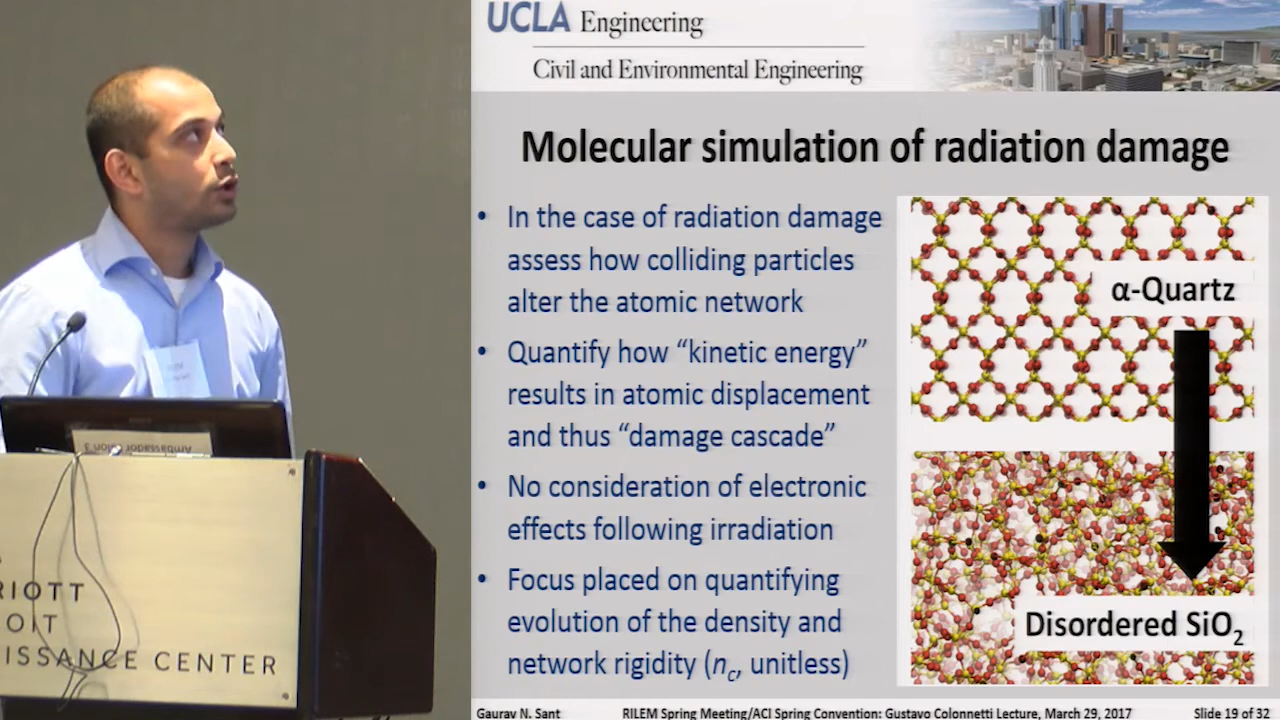 UCLA Engineering
Civil and Environmental Engineering
Molecular simulation of radiation damage
• In the case of radiation damage
assess how colliding particles
alter the atomic network
• Quantify how “kinetic energy”
results in atomic displacement
and thus “damage cascade”
• No consideration of electronic
effects following irradiation
• Focus placed on quantifying
evolution of the density and
network rigidity (nc, unitless)
α-Quartz
Disordered SiO2
Gaurav N. Sant
RILEM Spring Meeting/ACI Spring Convention: Gustavo Colonnetti Lecture, March 29, 2017
Slide 19 of 32
Ambassador Salon 3
RIOTT
OIT
ISSANCE CENTER